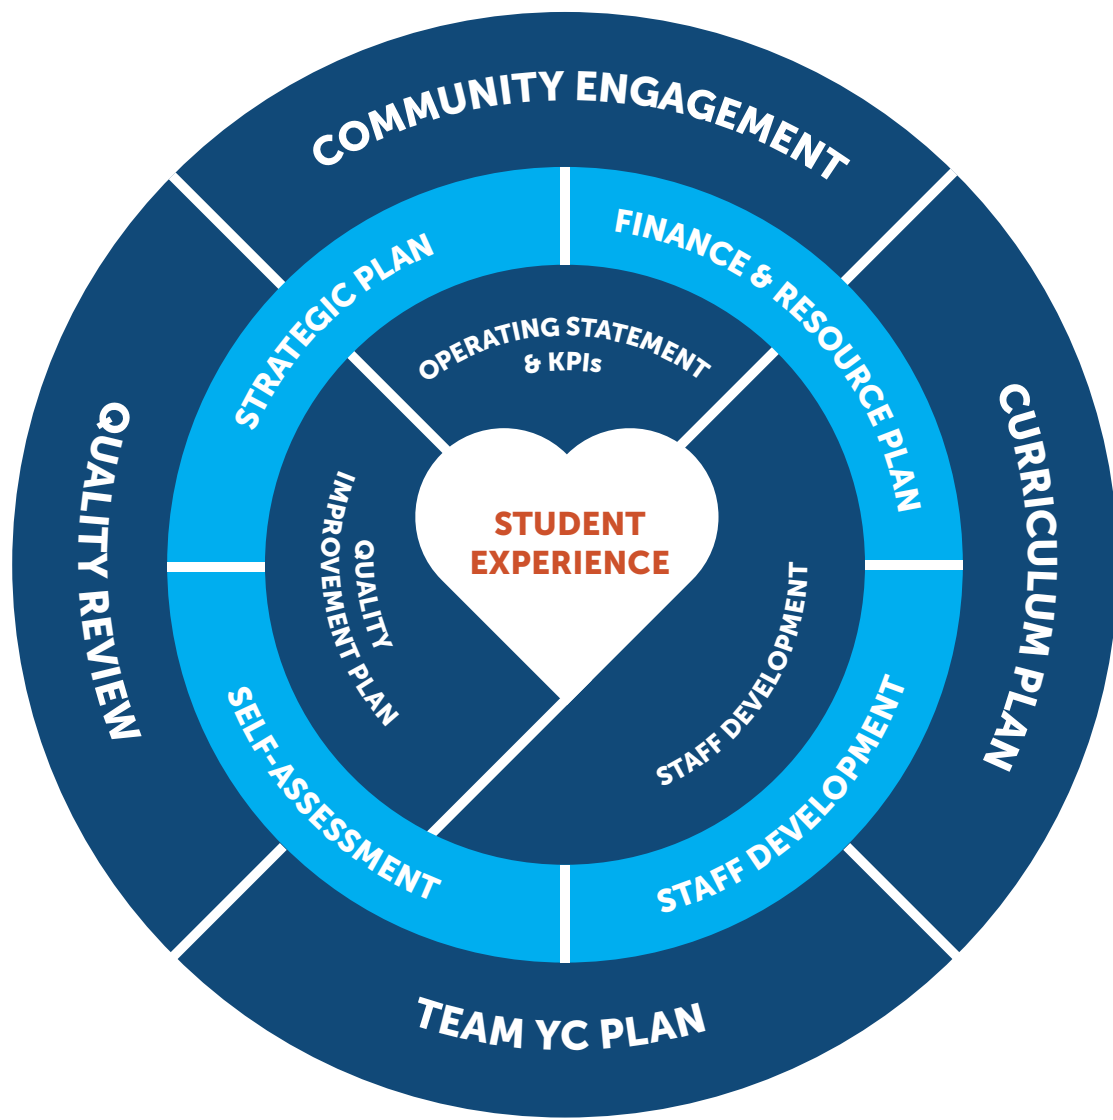 COMMUNITY ENGAGEMENT
STRATEGIC PLAN
FINANCE & RESOURCE PLAN
OPERATING STATEMENT
& KPIs
QUALITY REVIEW
CURRICULUM PLAN
QUALITY
IMPROVEMENT PLAN
STUDENT
EXPERIENCE
STAFF DEVELOPMENT
SELF-ASSESSMENT
STAFF DEVELOPMENT
TEAM YC PLAN